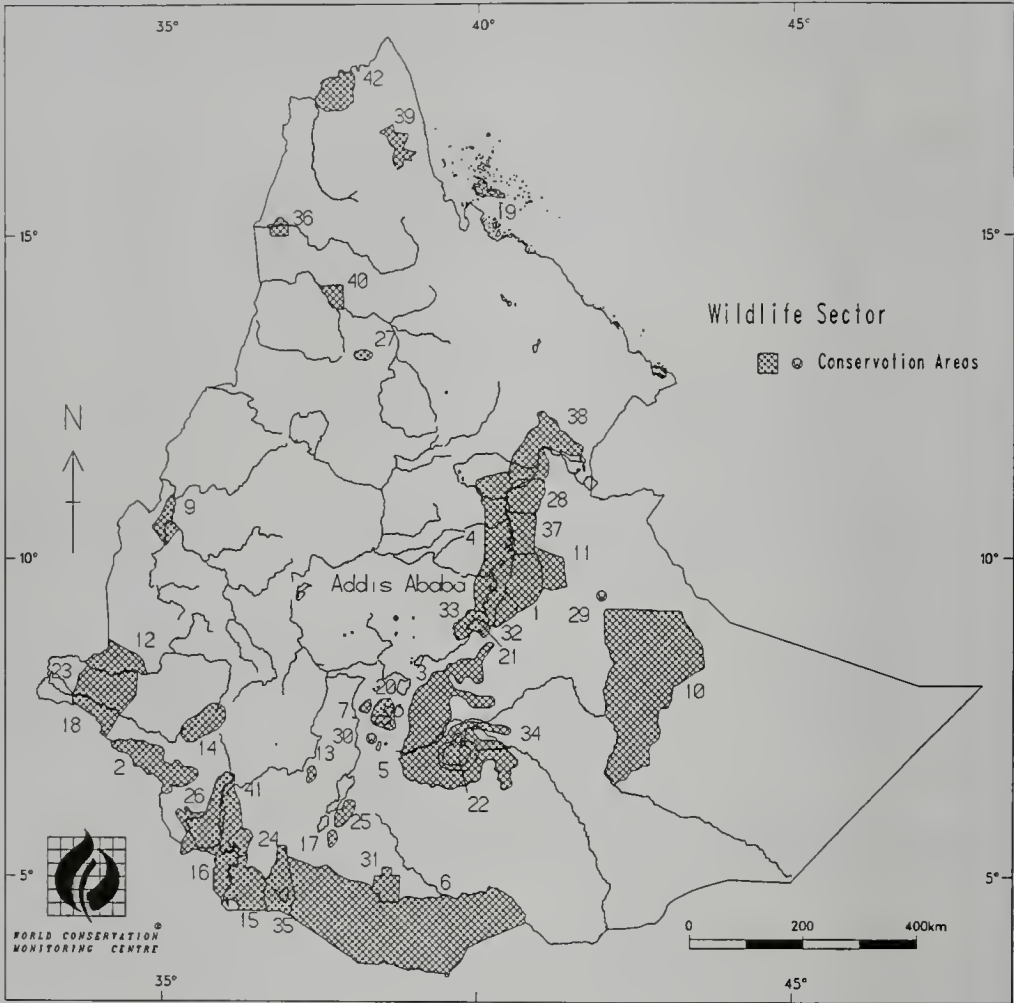 35° 40° 45°
42
39
19
36
15° 15°
40
Wildlife Sector
27
Conservation Areas
38
N
9
28
4 37
11
10° 10°
Addis Ababa
33 1 29
32
12 21
23 3
20 10
7
18 14 30 34
2 13 5
22
26 41
25
24 17
31
16 6
5° 5°
WORLD CONSERVATION®
MONITORING CENTRE
15 35
0 200 400km
35° 45°